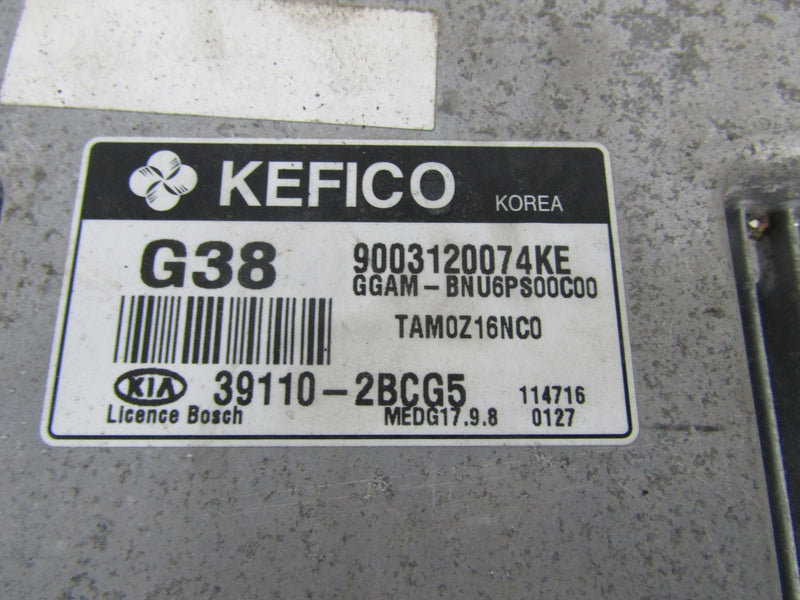 KEFICO KOREA
G38 9003120074KE
GGAM-BNU6PS00C00
TAM0Z16NC0
KIA 39110-2BCG5 114716
Licence Bosch MEDG17.9.8 0127